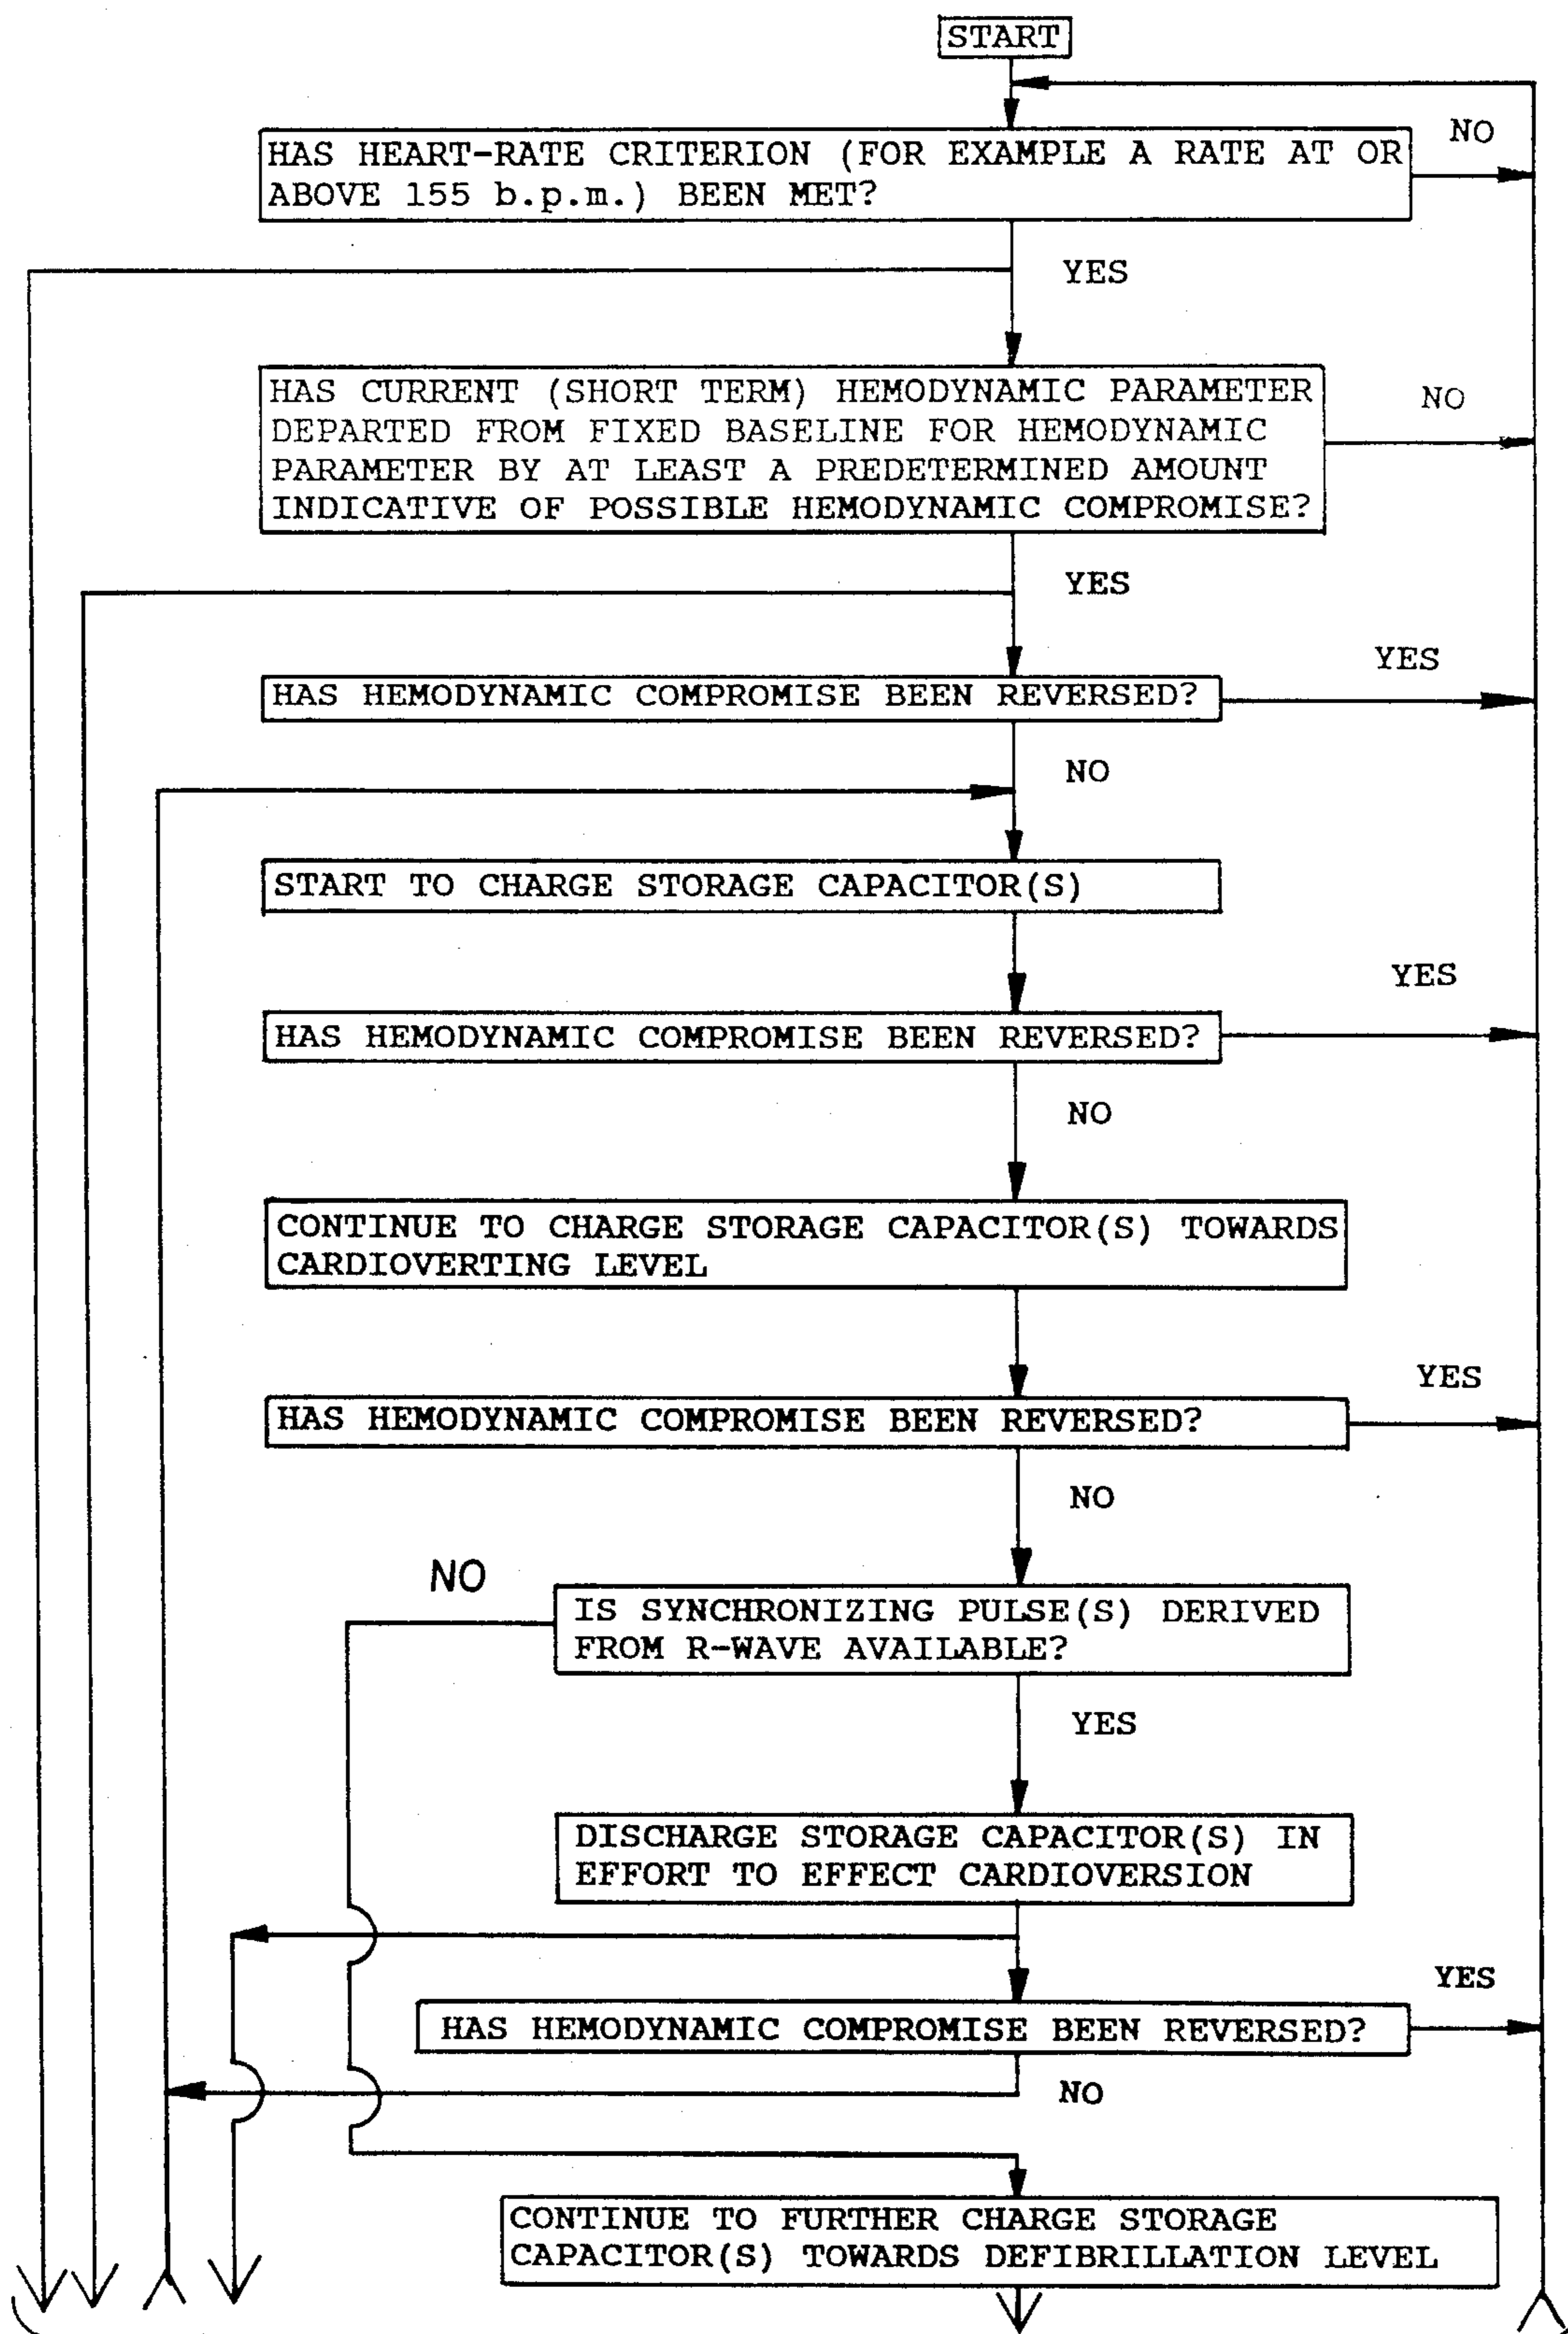 START
NO
HAS HEART-RATE CRITERION (FOR EXAMPLE A RATE AT OR
ABOVE 155 b.p.m.) BEEN MET?
YES
HAS CURRENT (SHORT TERM) HEMODYNAMIC PARAMETER
DEPARTED FROM FIXED BASELINE FOR HEMODYNAMIC
PARAMETER BY AT LEAST A PREDETERMINED AMOUNT
INDICATIVE OF POSSIBLE HEMODYNAMIC COMPROMISE?
NO
YES
YES
HAS HEMODYNAMIC COMPROMISE BEEN REVERSED?
NO
START TO CHARGE STORAGE CAPACITOR(S)
YES
HAS HEMODYNAMIC COMPROMISE BEEN REVERSED?
NO
CONTINUE TO CHARGE STORAGE CAPACITOR(S) TOWARDS
CARDIOVERTING LEVEL
YES
HAS HEMODYNAMIC COMPROMISE BEEN REVERSED?
NO
NO
IS SYNCHRONIZING PULSE(S) DERIVED
FROM R-WAVE AVAILABLE?
YES
DISCHARGE STORAGE CAPACITOR(S) IN
EFFORT TO EFFECT CARDIOVERSION
YES
HAS HEMODYNAMIC COMPROMISE BEEN REVERSED?
NO
CONTINUE TO FURTHER CHARGE STORAGE
CAPACITOR(S) TOWARDS DEFIBRILLATION LEVEL